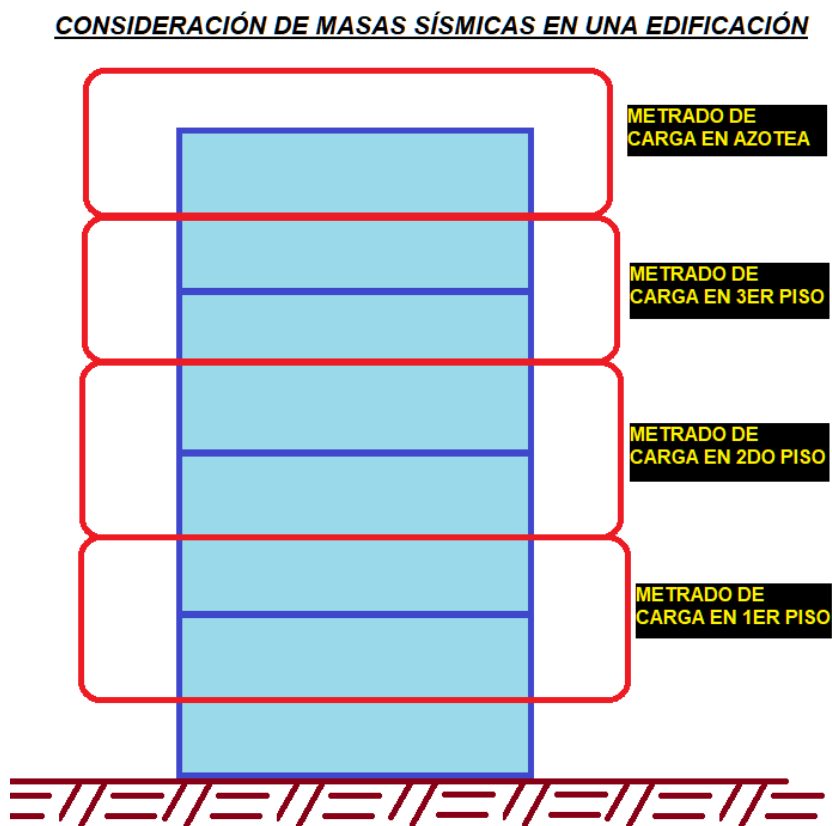 CONSIDERACIÓN DE MASAS SÍSMICAS EN UNA EDIFICACIÓN
METRADO DE
CARGA EN AZOTEA
METRADO DE
CARGA EN 3ER PISO
METRADO DE
CARGA EN 2DO PISO
METRADO DE
CARGA EN 1ER PISO